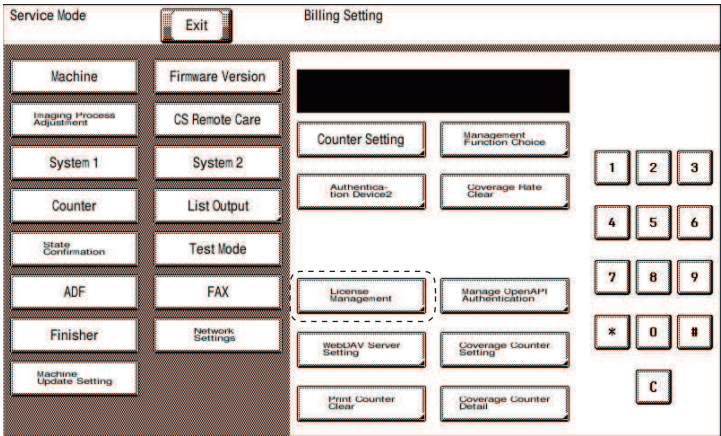 Service Mode
Exit
Billing Setting
Machine
Firmware Version
Imaging Process
Adjustment
CS Remote Care
System 1
System 2
Counter
List Output
State
Confirmation
Test Mode
ADF
FAX
Finisher
Network
Settings
Machine
Update Setting
Counter Setting
Management
Function Choice
Authentica-
tion Device2
Coverage Rate
Clear
License
Management
Manage OpenAPI
Authentication
WebDAV Server
Setting
Coverage Counter
Setting
Print Counter
Clear
Coverage Counter
Detail
1 2 3
4 5 6
7 8 9
* 0 #
C